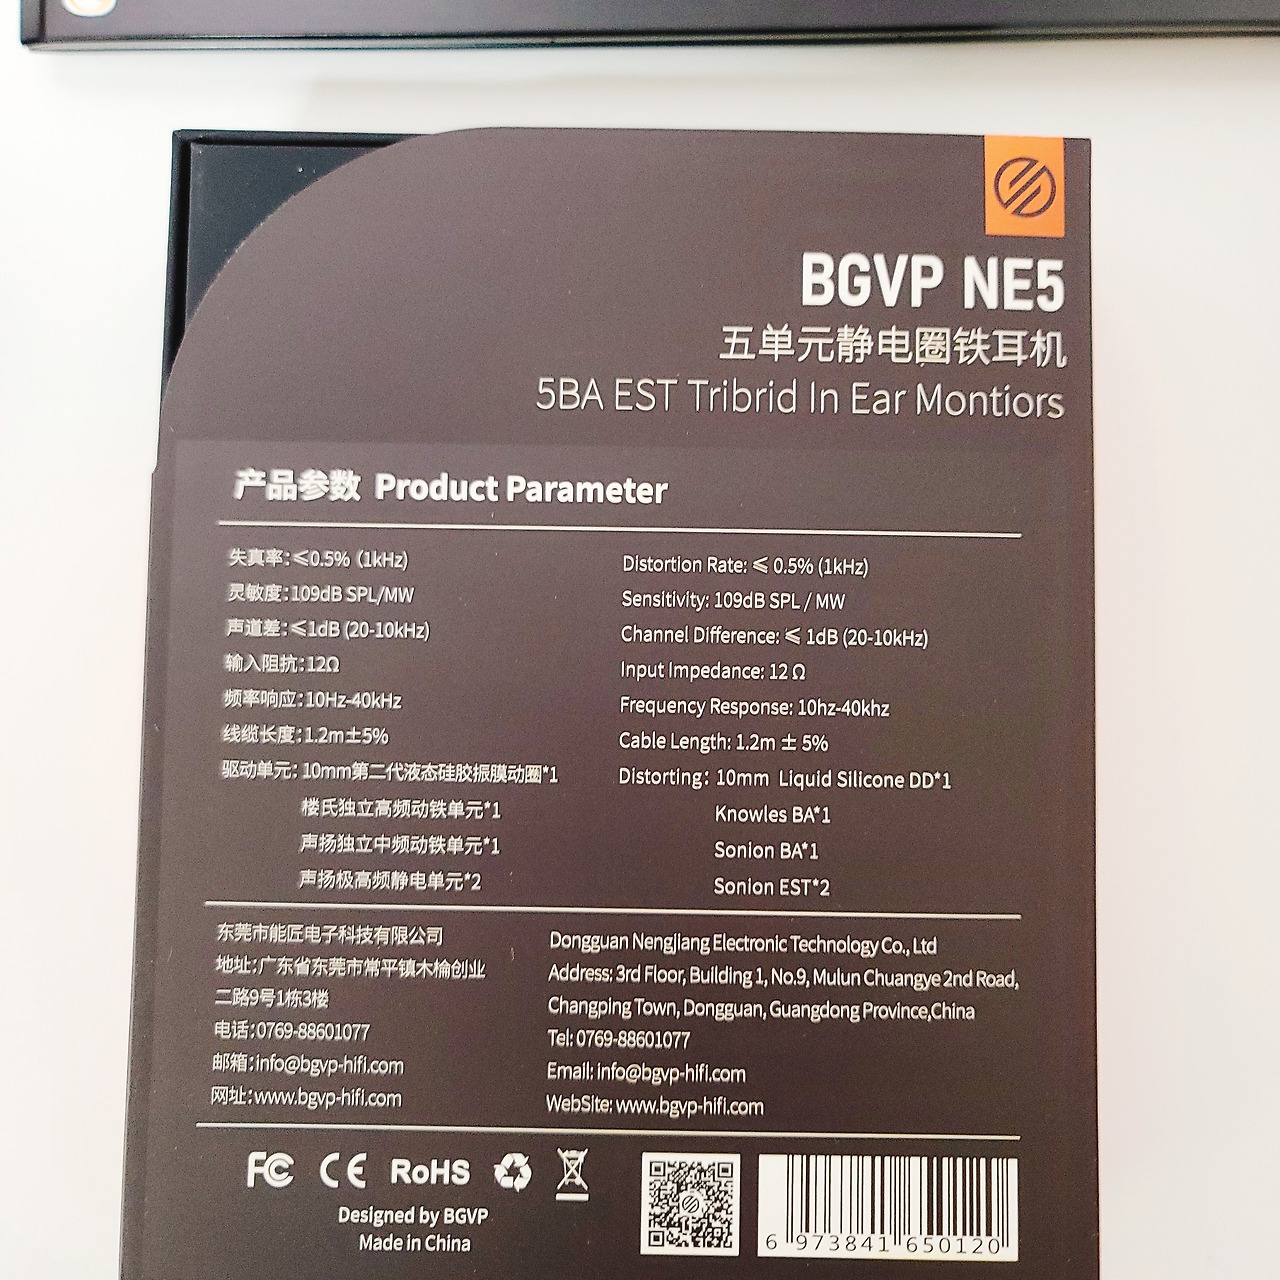 BGVP NE5
五单元静电圈铁耳机
5BA EST Tribrid In Ear Montiors
产品参数 Product Parameter
失真率:≤0.5% (1kHz)
灵敏度:109dB SPL/MW
声道差:≤1dB (20-10kHz)
输入阻抗:12Ω
频率响应:10Hz-40kHz
线缆长度:1.2m±5%
驱动单元: 10mm第二代液态硅胶振膜动圈*1
楼氏独立高频动铁单元*1
声扬独立中频动铁单元*1
声扬极高频静电单元*2
Distortion Rate: ≤ 0.5% (1kHz)
Sensitivity: 109dB SPL / MW
Channel Difference: ≤ 1dB (20-10kHz)
Input Impedance: 12 Ω
Frequency Response: 10hz-40khz
Cable Length: 1.2m ± 5%
Distorting: 10mm Liquid Silicone DD*1
Knowles BA*1
Sonion BA*1
Sonion EST*2
东莞市能匠电子科技有限公司
地址:广东省东莞市常平镇木棆创业
二路9号1栋3楼
电话:0769-88601077
邮箱:info@bgvp-hifi.com
网址:www.bgvp-hifi.com
Dongguan Nengjiang Electronic Technology Co., Ltd
Address: 3rd Floor, Building 1, No.9, Mulun Chuangye 2nd Road,
Changping Town, Dongguan, Guangdong Province,China
Tel: 0769-88601077
Email: info@bgvp-hifi.com
WebSite: www.bgvp-hifi.com
FC CE RoHS
Designed by BGVP
Made in China
6 973841 650120